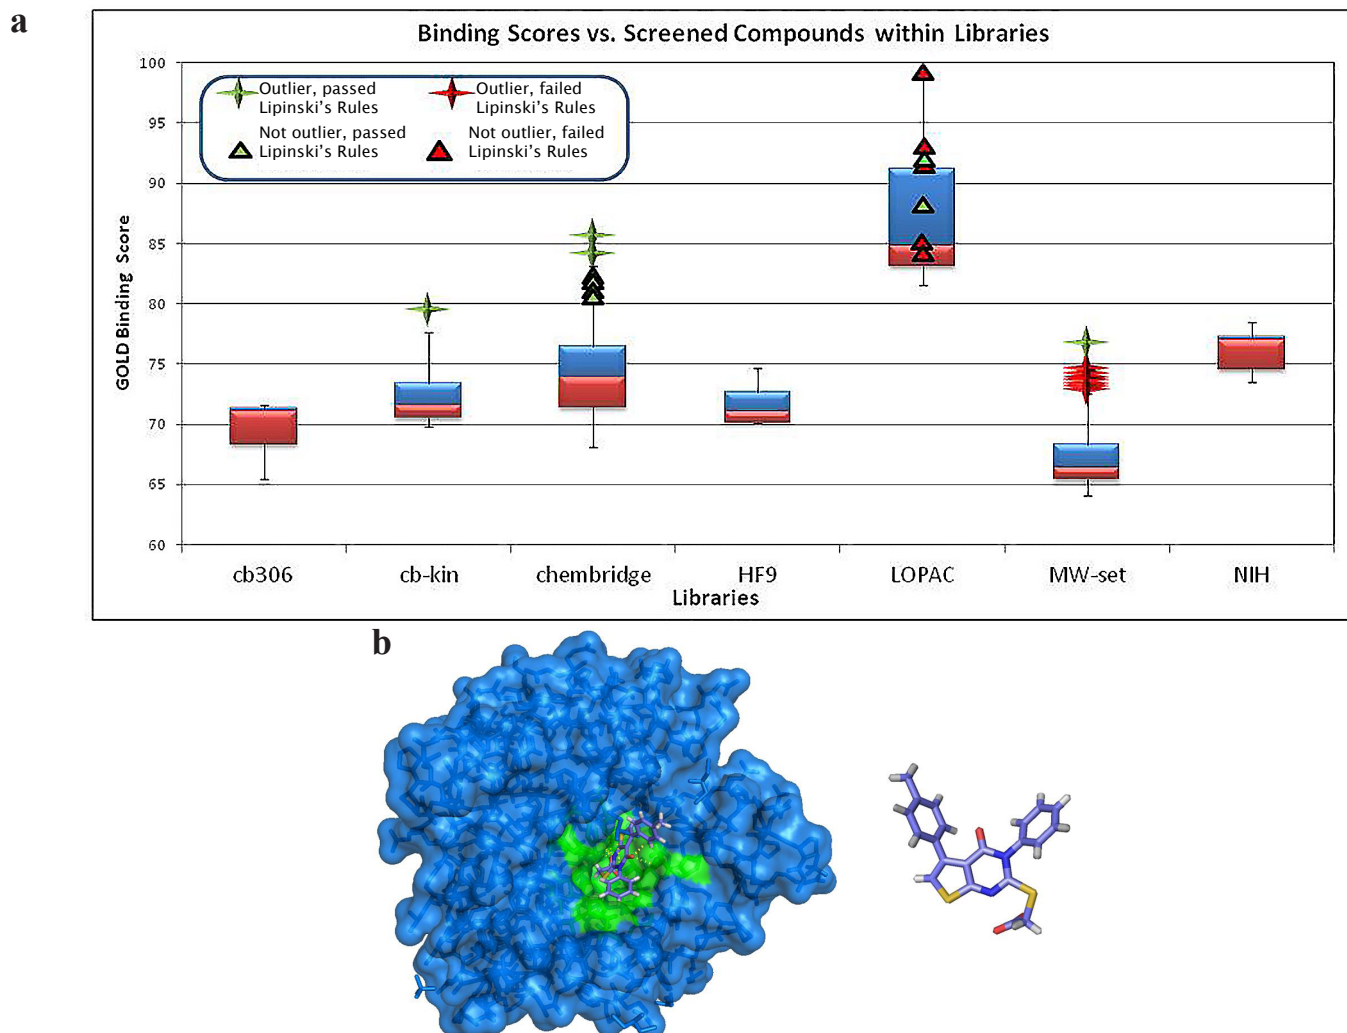 a
Binding Scores vs. Screened Compounds within Libraries
GOLD Binding Score
100
95
90
85
80
75
70
65
60
Outlier, passed
Lipinski's Rules
Outlier, failed
Lipinski's Rules
Not outlier, passed
Lipinski's Rules
Not outlier, failed
Lipinski's Rules
cb306 cb-kin chembridge HF9 LOPAC MW-set NIH
Libraries
b